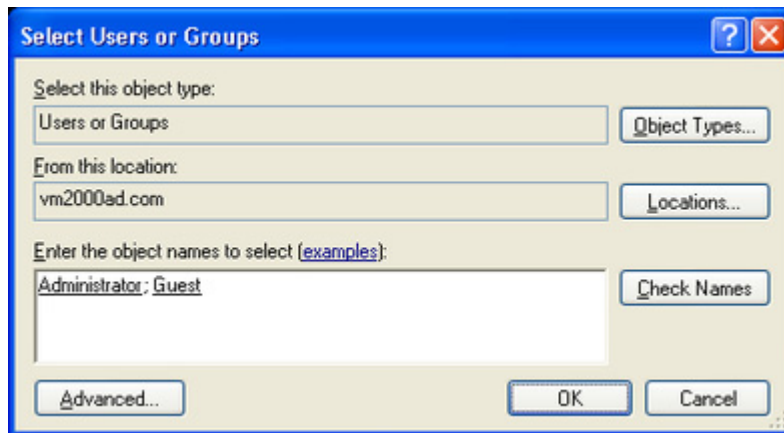 Select Users or Groups
Select this object type:
Users or Groups
Object Types...
From this location:
vm2000ad.com
Locations...
Enter the object names to select (examples):
Administrator; Guest
Check Names
Advanced...
OK
Cancel